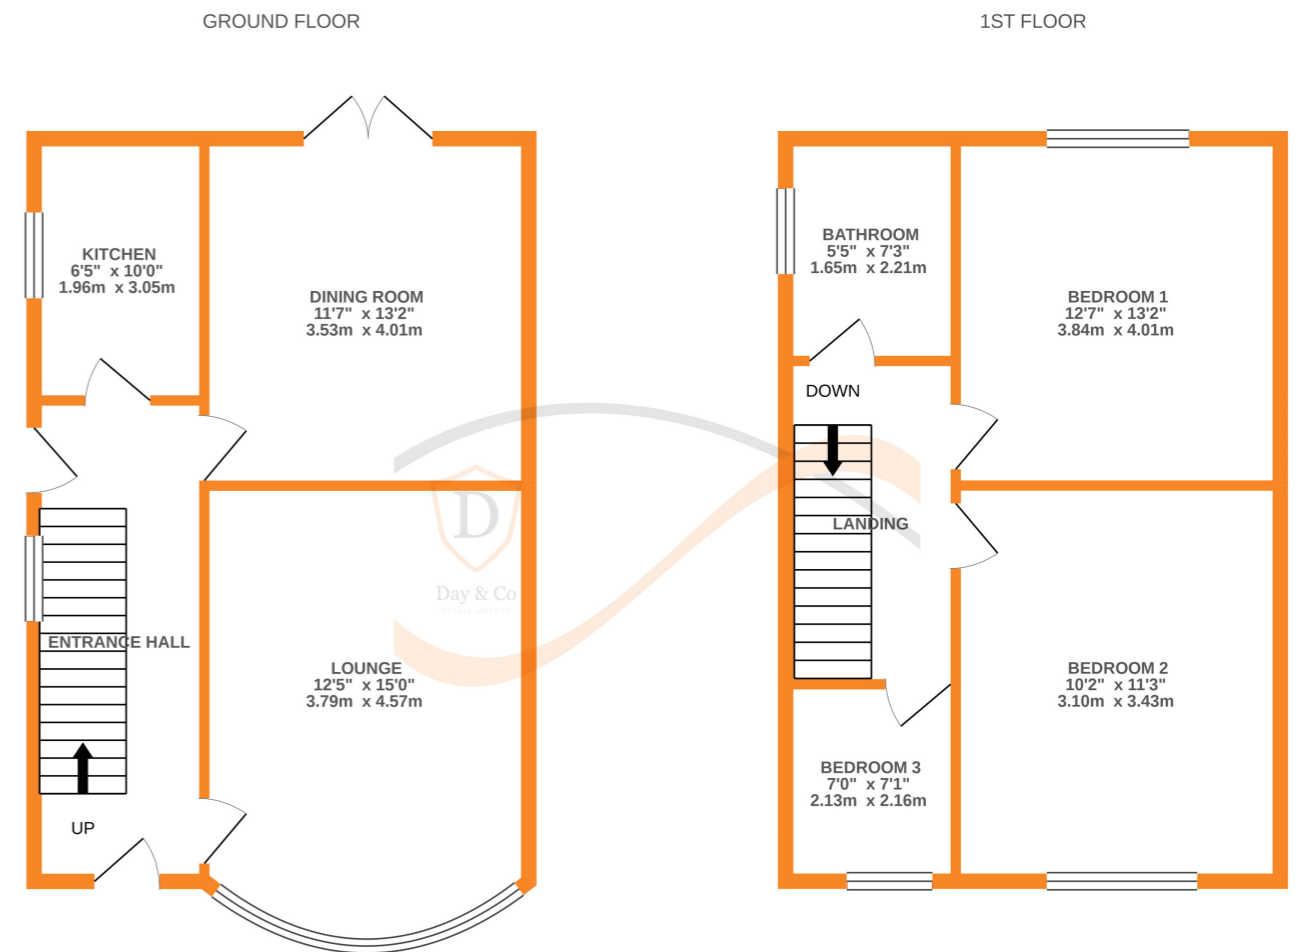 GROUND FLOOR
1ST FLOOR
KITCHEN
6'5" x 10'0"
1.96m x 3.05m
DINING ROOM
11'7" x 13'2"
3.53m x 4.01m
ENTRANCE HALL
UP
LOUNGE
12'5" x 15'0"
3.79m x 4.57m
D
Day & Co
ESTATE AGENTS
BATHROOM
5'5" x 7'3"
1.65m x 2.21m
BEDROOM 1
12'7" x 13'2"
3.84m x 4.01m
DOWN
LANDING
BEDROOM 2
10'2" x 11'3"
3.10m x 3.43m
BEDROOM 3
7'0" x 7'1"
2.13m x 2.16m